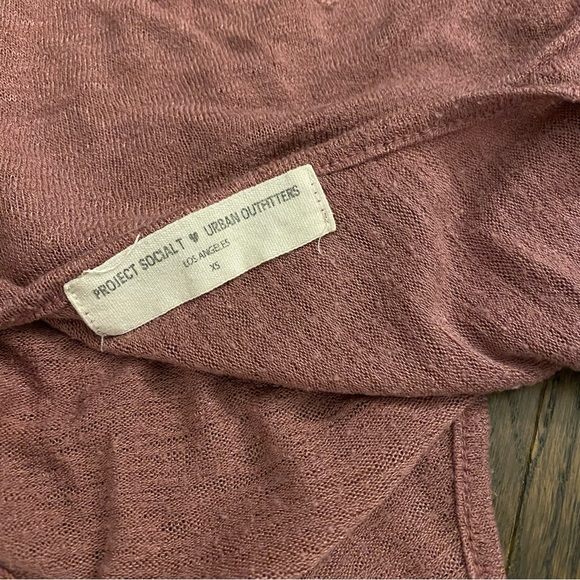 PROJECT SOCIAL T ♥ URBAN OUTFITTERS
LOS ANGELES
XS